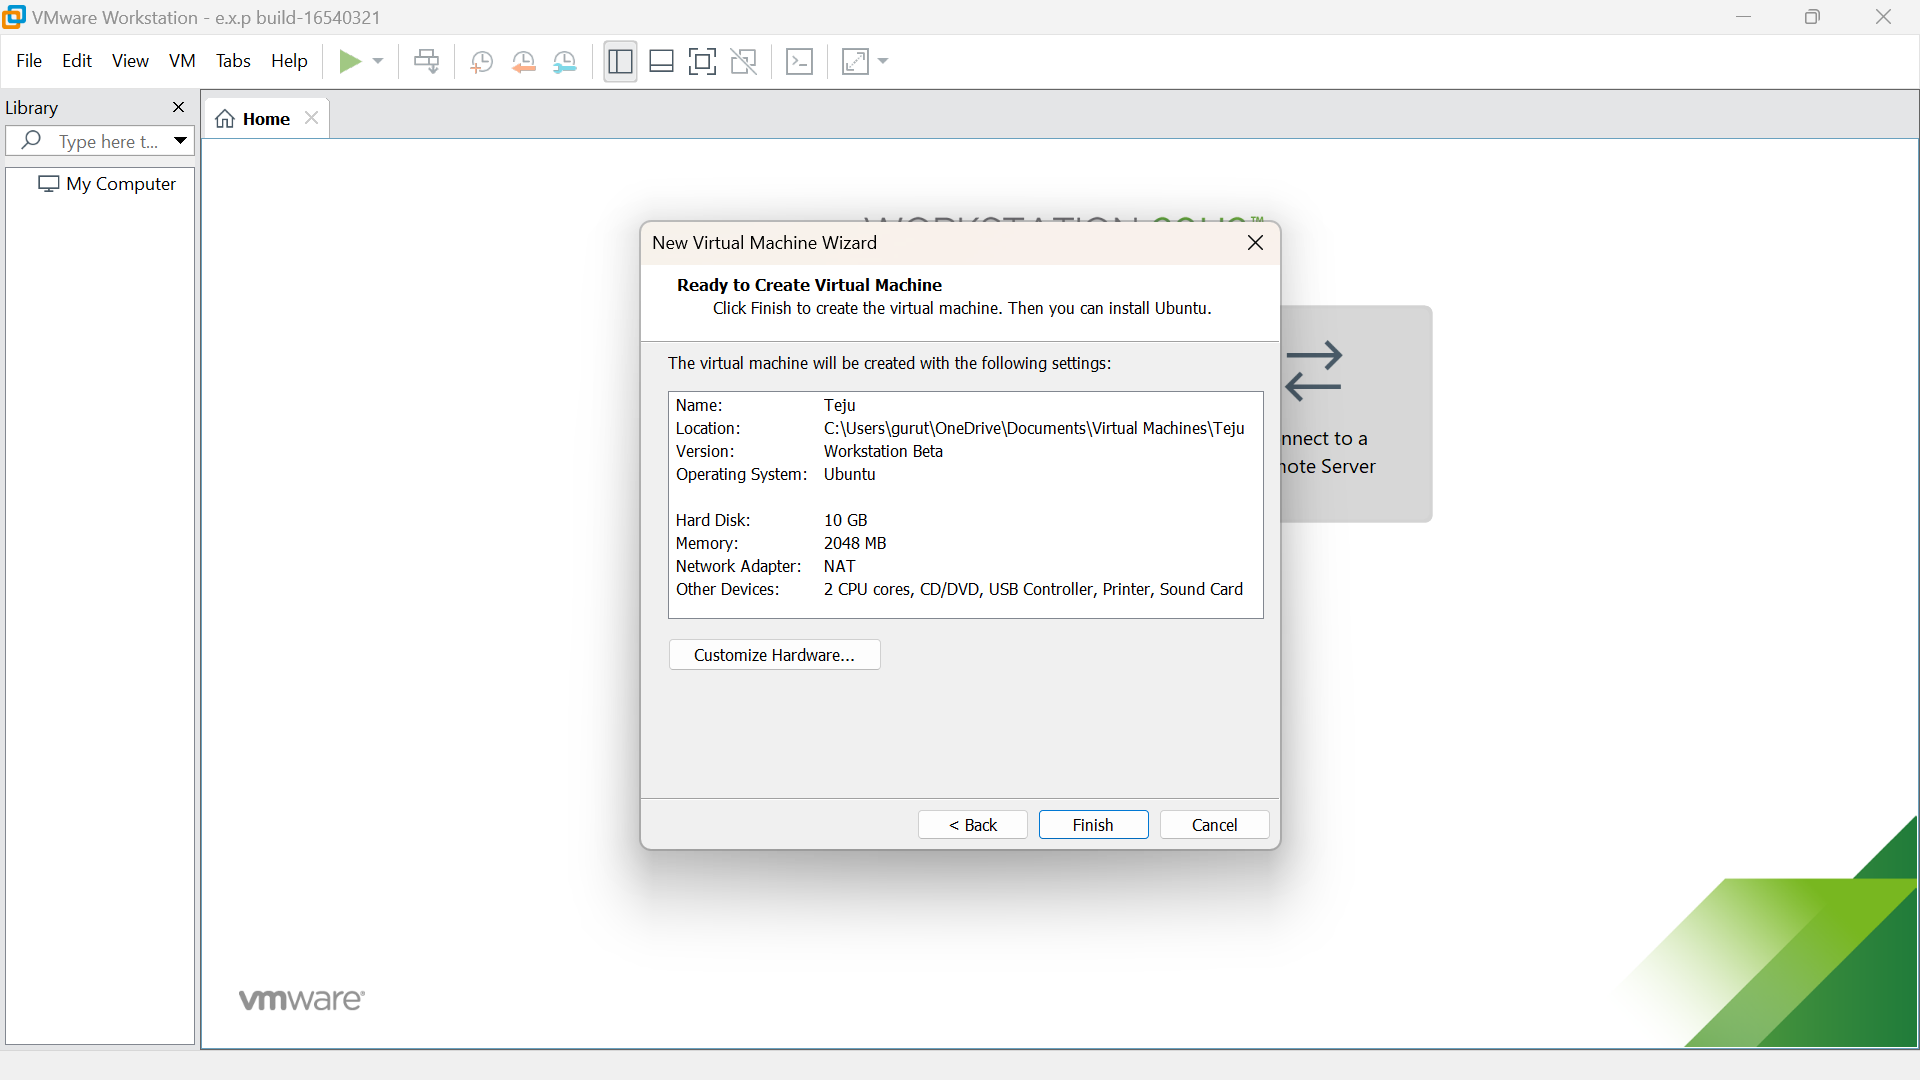 VMware Workstation - e.x.p build-16540321
File Edit View VM Tabs Help
Library
Type here t...
My Computer
Home
New Virtual Machine Wizard
Ready to Create Virtual Machine
Click Finish to create the virtual machine. Then you can install Ubuntu.
The virtual machine will be created with the following settings:
Name: Teju
Location: C:\Users\gurut\OneDrive\Documents\Virtual Machines\Teju
Version: Workstation Beta
Operating System: Ubuntu
Hard Disk: 10 GB
Memory: 2048 MB
Network Adapter: NAT
Other Devices: 2 CPU cores, CD/DVD, USB Controller, Printer, Sound Card
Customize Hardware...
< Back Finish Cancel
nnect to a
note Server
vmware